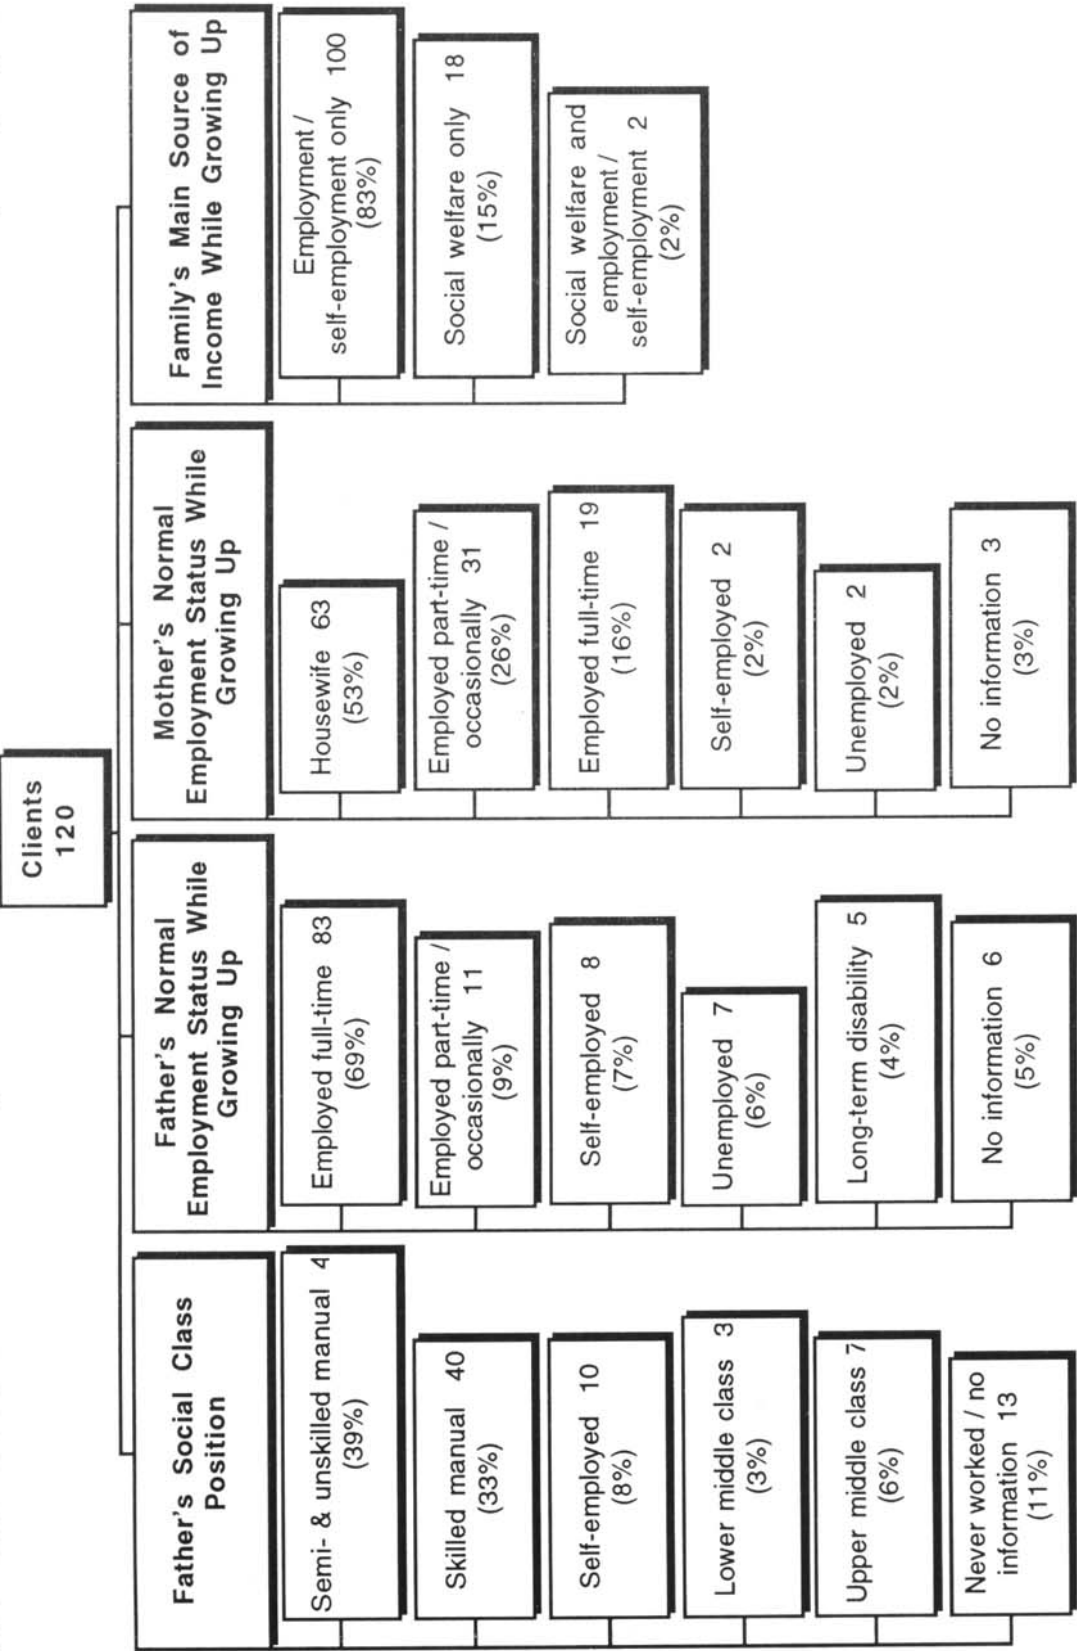 Clients
120
Father's Social Class
Position
Semi- & unskilled manual 4
(39%)
Skilled manual 40
(33%)
Self-employed 10
(8%)
Lower middle class 3
(3%)
Upper middle class 7
(6%)
Never worked / no
information 13
(11%)
Father's Normal
Employment Status While
Growing Up
Employed full-time 83
(69%)
Employed part-time /
occasionally 11
(9%)
Self-employed 8
(7%)
Unemployed 7
(6%)
Long-term disability 5
(4%)
No information 6
(5%)
Mother's Normal
Employment Status While
Growing Up
Housewife 63
(53%)
Employed part-time /
occasionally 31
(26%)
Employed full-time 19
(16%)
Self-employed 2
(2%)
Unemployed 2
(2%)
No information 3
(3%)
Family's Main Source of
Income While Growing Up
Employment /
self-employment only 100
(83%)
Social welfare only 18
(15%)
Social welfare and
employment /
self-employment 2
(2%)